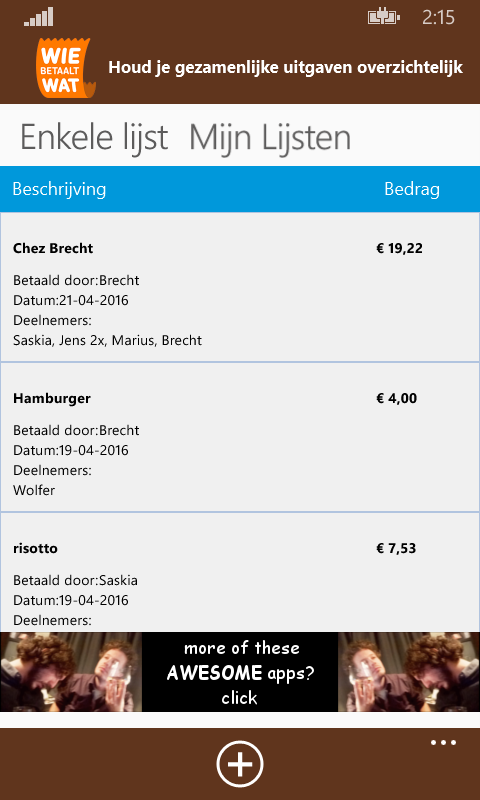 2:15
WIE
BETAALT
WAT
Houd je gezamenlijke uitgaven overzichtelijk
Enkele lijst Mijn Lijsten
Beschrijving Bedrag
Chez Brecht € 19,22
Betaald door:Brecht
Datum:21-04-2016
Deelnemers:
Saskia, Jens 2x, Marius, Brecht
Hamburger € 4,00
Betaald door:Brecht
Datum:19-04-2016
Deelnemers:
Wolfer
risotto € 7,53
Betaald door:Saskia
Datum:19-04-2016
Deelnemers:
more of these
AWESOME apps?
click